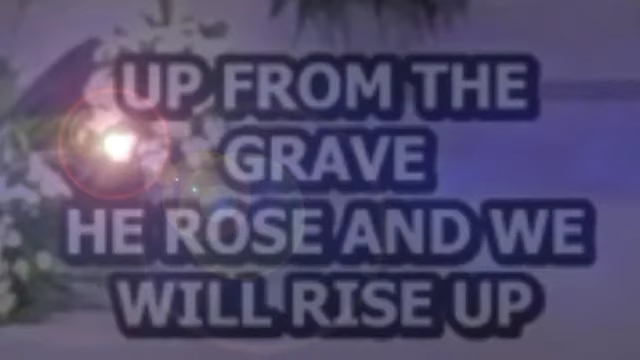 UP FROM THE
GRAVE
HE ROSE AND WE
WILL RISE UP